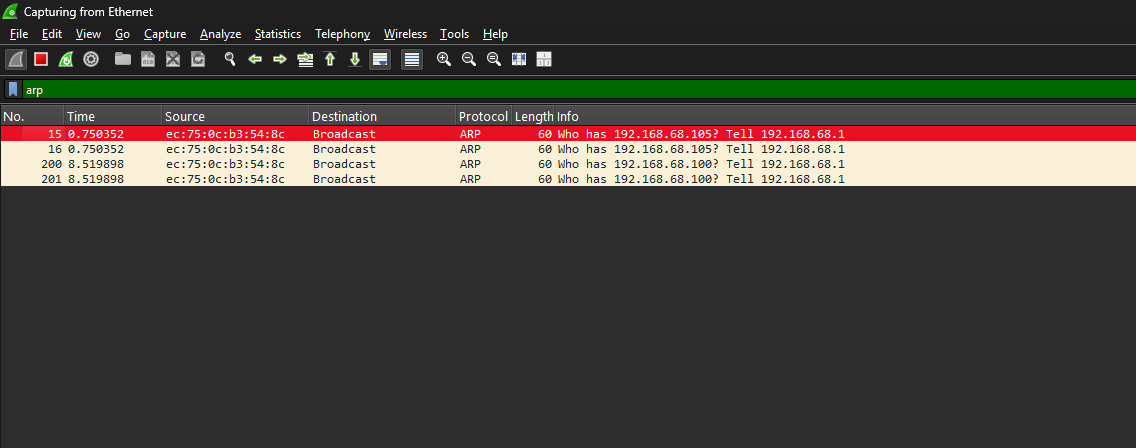 Capturing from Ethernet
File Edit View Go Capture Analyze Statistics Telephony Wireless Tools Help
arp
No. Time Source Destination Protocol Length Info
15 0.750352 ec:75:0c:b3:54:8c Broadcast ARP 60 Who has 192.168.68.105? Tell 192.168.68.1
16 0.750352 ec:75:0c:b3:54:8c Broadcast ARP 60 Who has 192.168.68.105? Tell 192.168.68.1
200 8.519898 ec:75:0c:b3:54:8c Broadcast ARP 60 Who has 192.168.68.100? Tell 192.168.68.1
201 8.519898 ec:75:0c:b3:54:8c Broadcast ARP 60 Who has 192.168.68.100? Tell 192.168.68.1